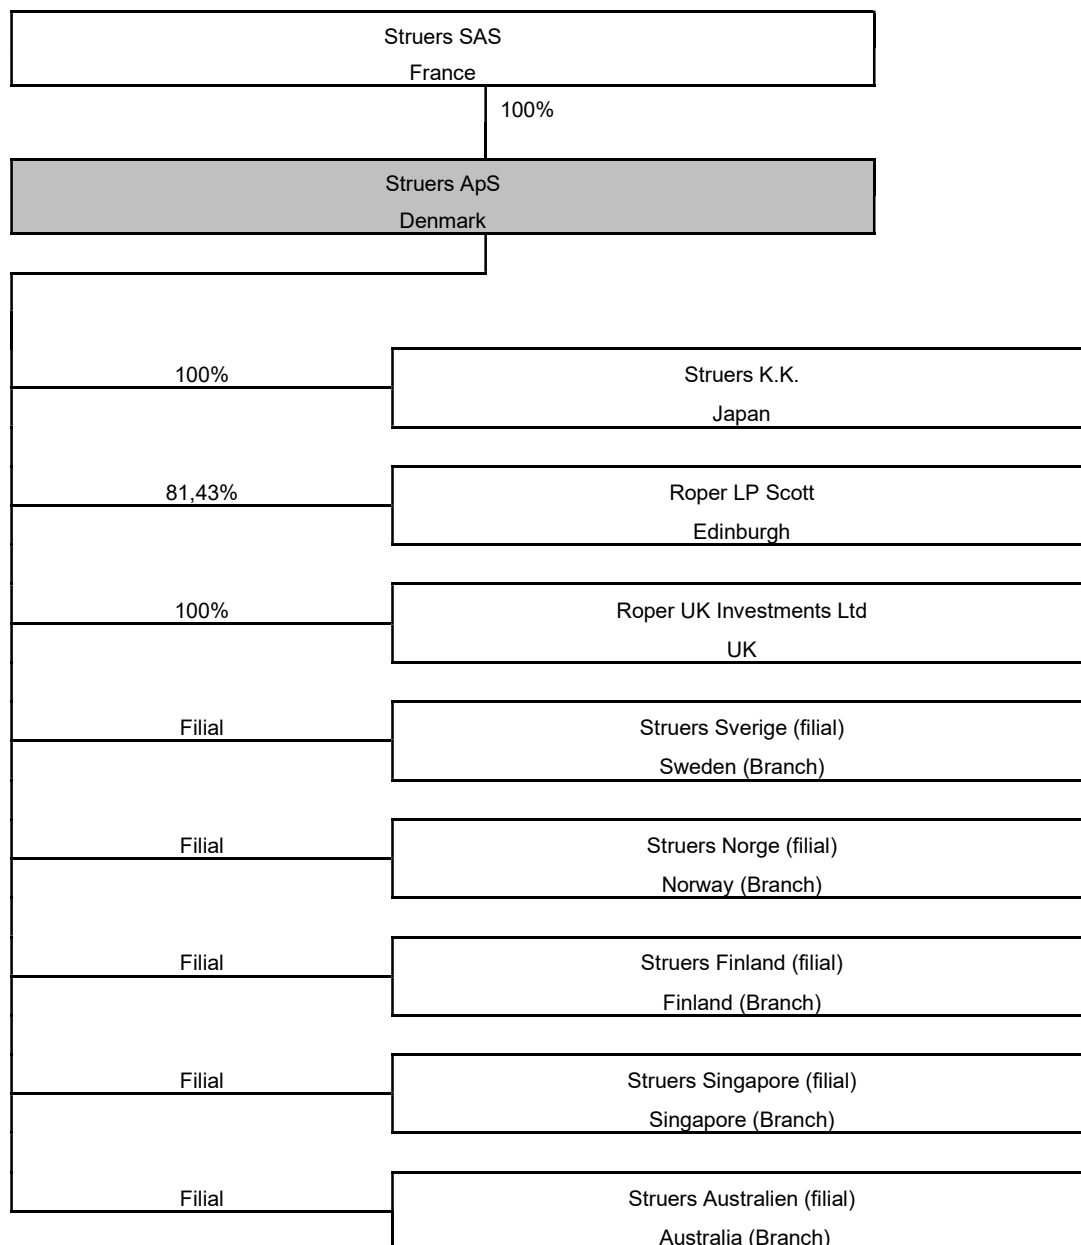 Struers SAS
France
100%
Struers ApS
Denmark
100%
Struers K.K.
Japan
81,43%
Roper LP Scott
Edinburgh
100%
Roper UK Investments Ltd
UK
Filial
Struers Sverige (filial)
Sweden (Branch)
Filial
Struers Norge (filial)
Norway (Branch)
Filial
Struers Finland (filial)
Finland (Branch)
Filial
Struers Singapore (filial)
Singapore (Branch)
Filial
Struers Australien (filial)
Australia (Branch)